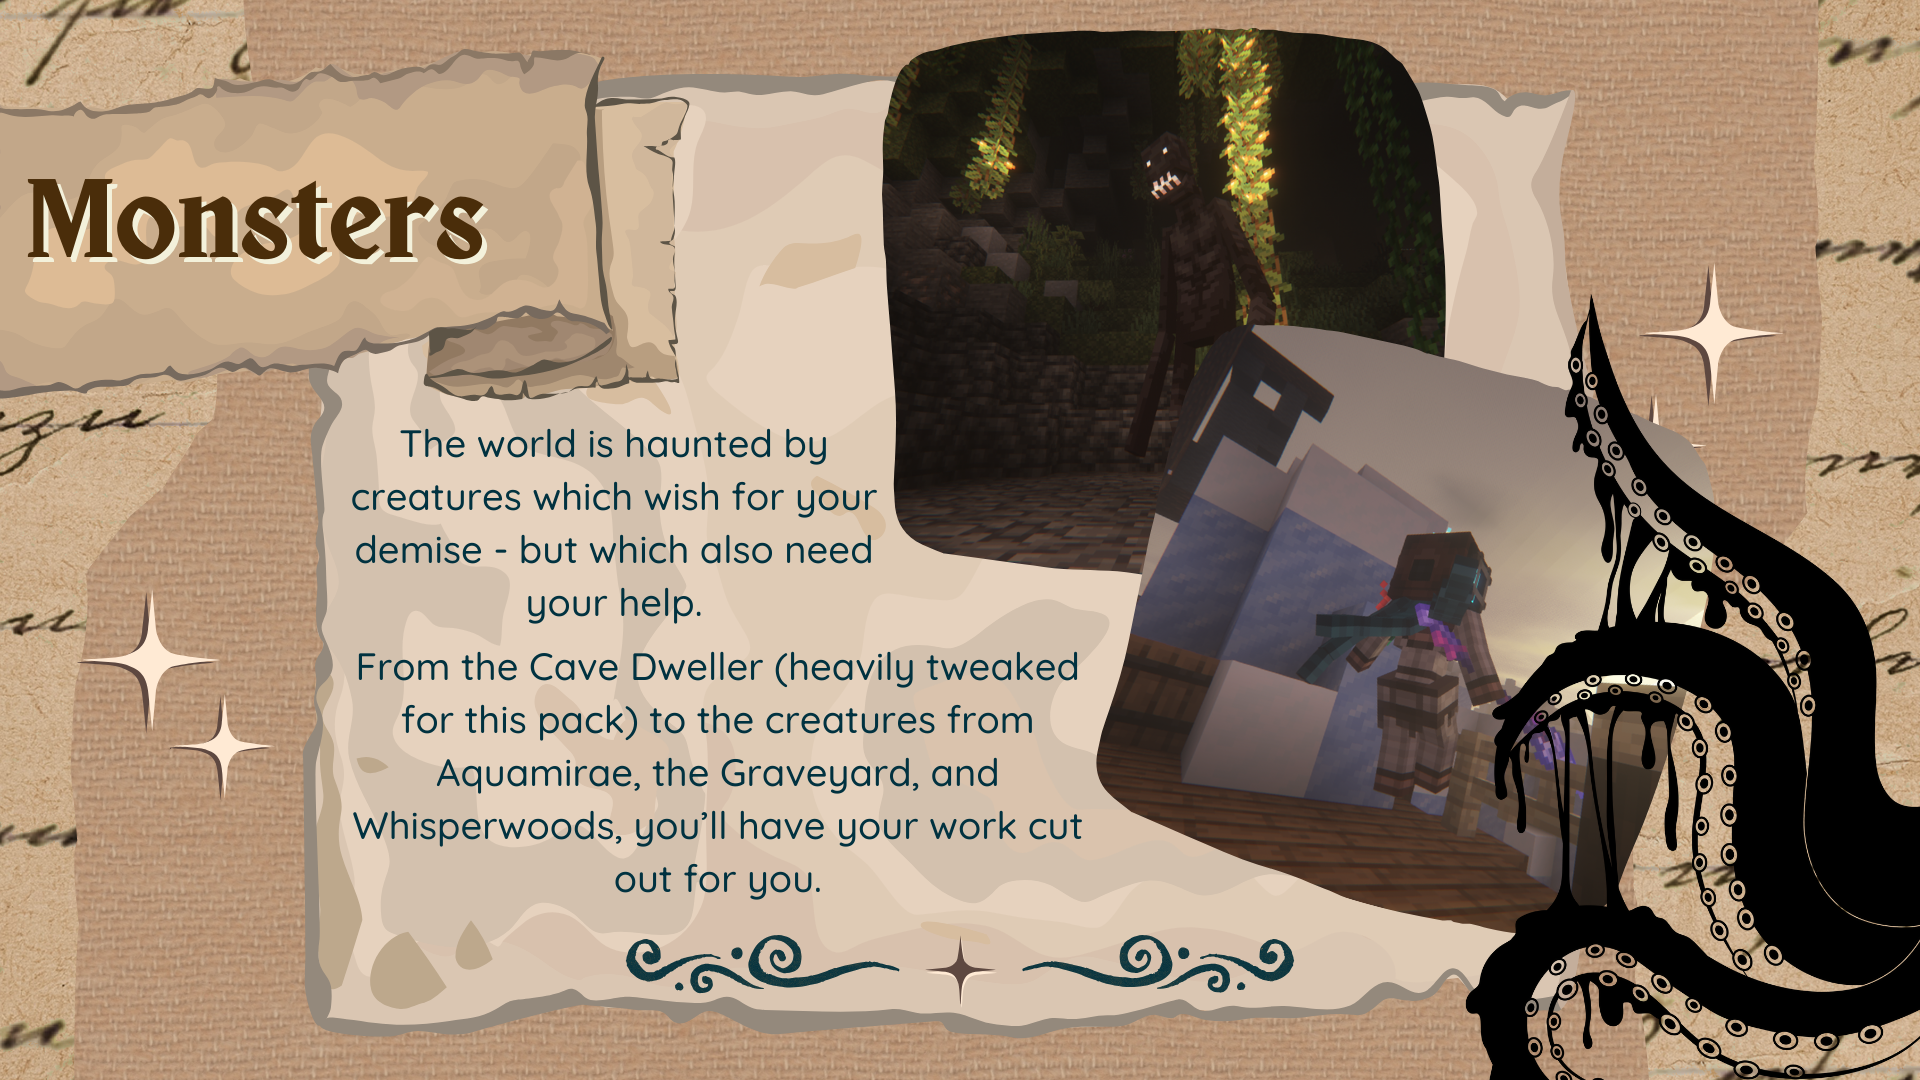 Monsters
The world is haunted by
creatures which wish for your
demise - but which also need
your help.
From the Cave Dweller (heavily tweaked
for this pack) to the creatures from
Aquamirae, the Graveyard, and
Whisperwoods, you’ll have your work cut
out for you.